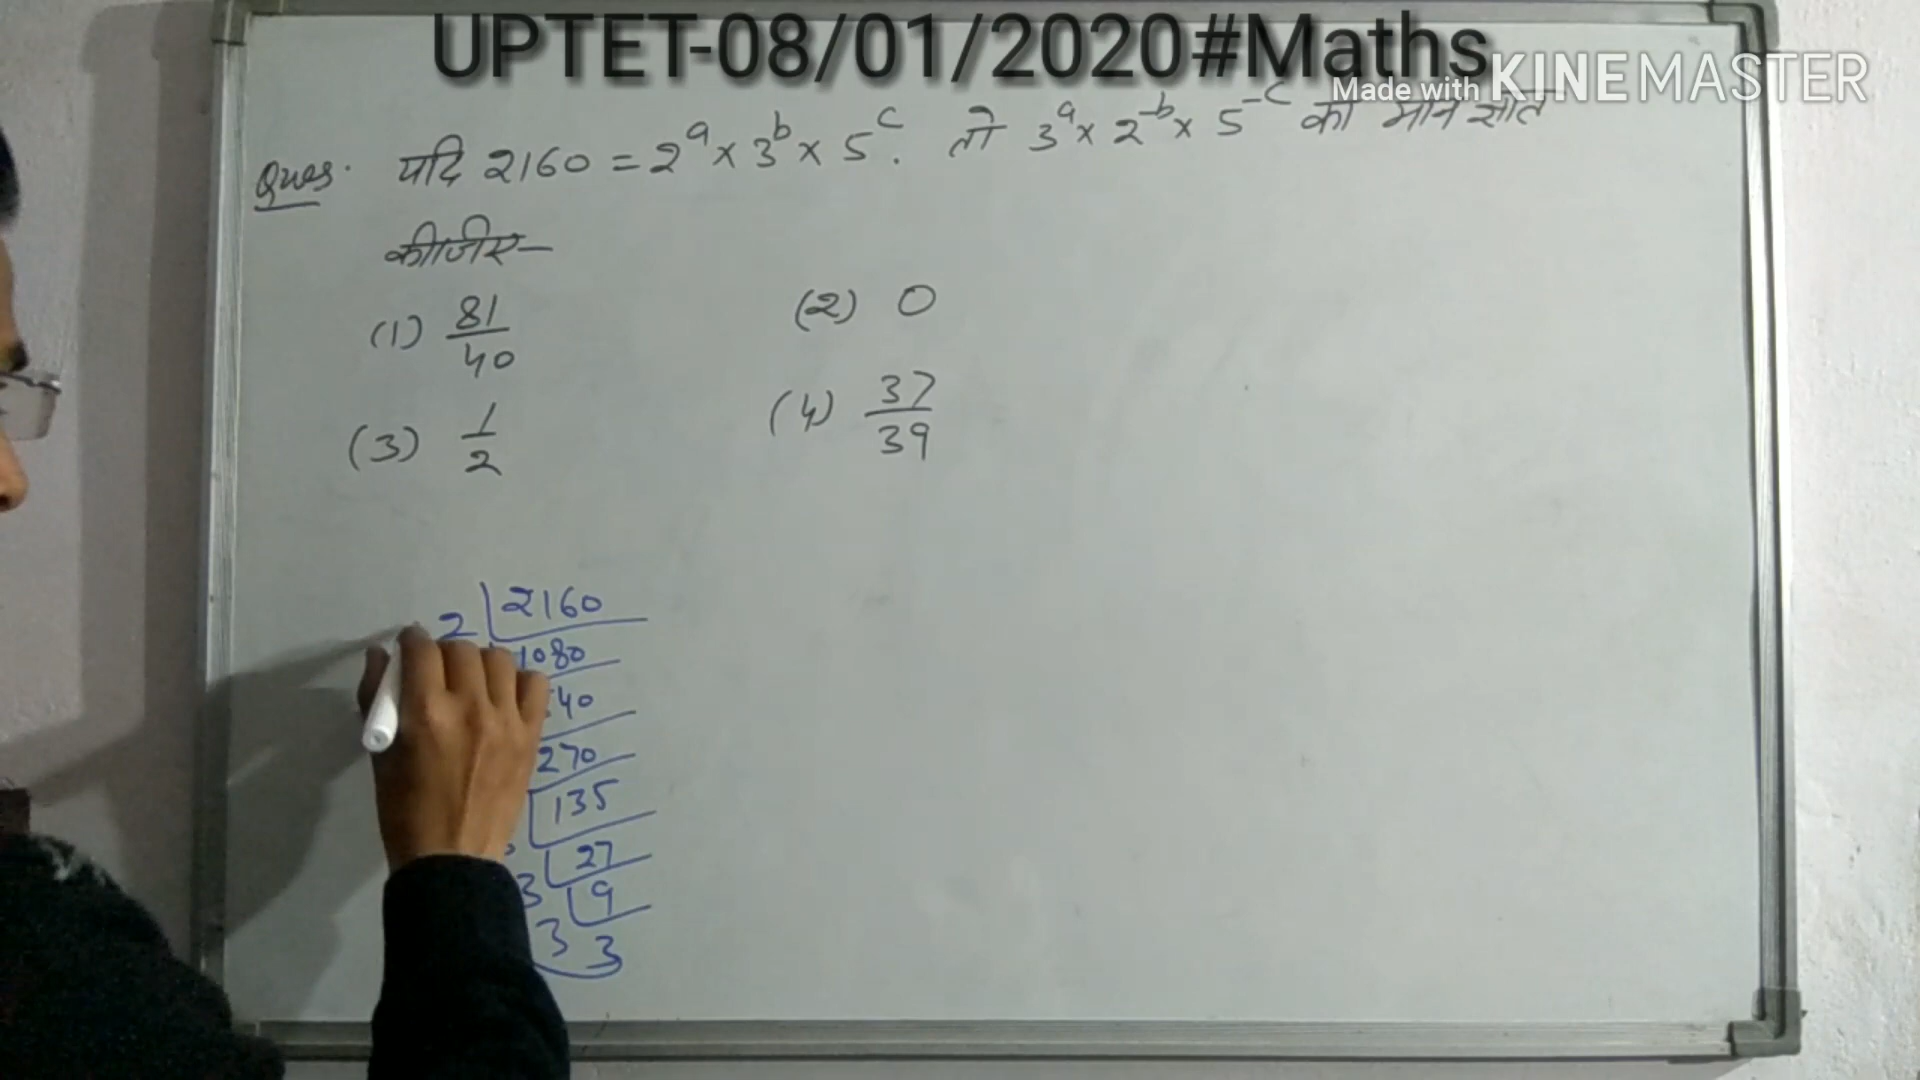 UPTET-08/01/2020#Maths
Made with KINEMASTER
Ques. यदि 2160 = 2^a × 3^b × 5^c. तो 3^a × 2^-b × 5^-c का मान ज्ञात
कीजिए-
(1) 81/40 (2) 0
(3) 1/2 (4) 37/39
2 2160
1080
540
270
135
27
3 9
3 3